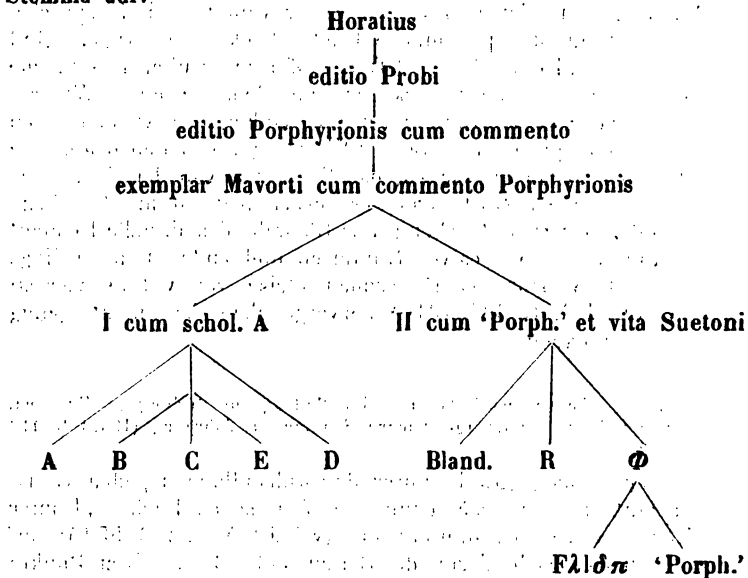 Horatius
editio Probi
editio Porphyrionis cum commento
exemplar Mavorti cum commento Porphyrionis
I cum schol. A II cum ‘Porph.’ et vita Suetoni
A B C E D Bland. R Φ
Fλlδπ ‘Porph.’